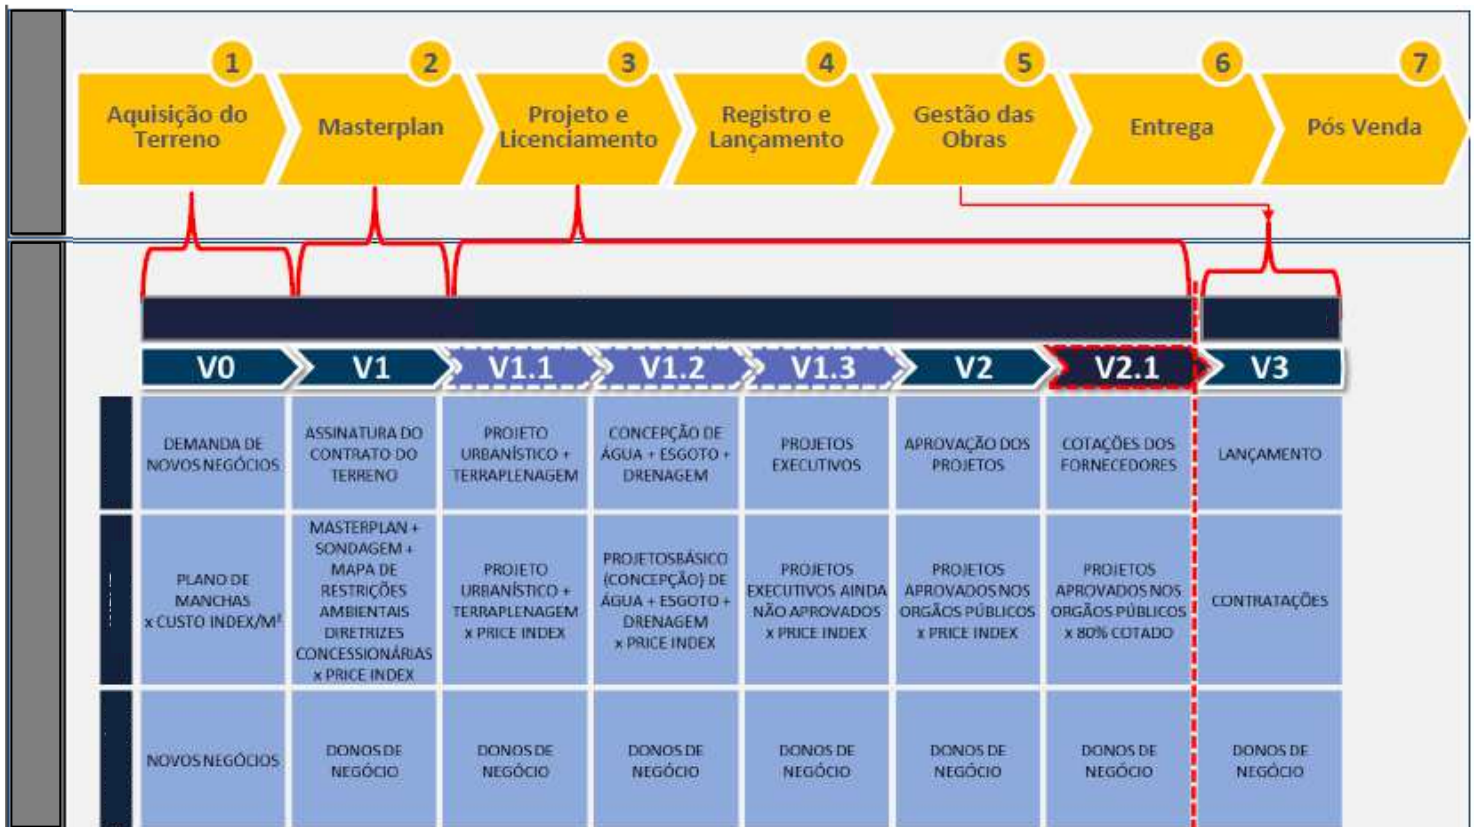 1
2
3
4
5
6
7
Aquisição do
Terreno
Masterplan
Projeto e
Licenciamento
Registro e
Lançamento
Gestão das
Obras
Entrega
Pós Venda
V0
V1
V1.1
V1.2
V1.3
V2
V2.1
V3
DEMANDA DE
NOVOS NEGÓCIOS
ASSINATURA DO
CONTRATO DO
TERRENO
PROJETO
URBANÍSTICO +
TERRAPLENAGEM
CONCEPÇÃO DE
ÁGUA + ESGOTO +
DRENAGEM
PROJETOS
EXECUTIVOS
APROVAÇÃO DOS
PROJETOS
COTAÇÕES DOS
FORNECEDORES
LANÇAMENTO
PLANO DE
MANCHAS
x CUSTO INDEX/M²
MASTERPLAN +
SONDAGEM +
MAPA DE
RESTRIÇÕES
AMBIENTAIS
DIRETRIZES
CONCESSIONÁRIAS
x PRICE INDEX
PROJETO
URBANÍSTICO +
TERRAPLENAGEM
x PRICE INDEX
PROJETOSBÁSICO
(CONCEPÇÃO) DE
ÁGUA + ESGOTO +
DRENAGEM
x PRICE INDEX
PROJETOS
EXECUTIVOS AINDA
NÃO APROVADOS
x PRICE INDEX
PROJETOS
APROVADOS NOS
ORGÃOS PÚBLICOS
x PRICE INDEX
PROJETOS
APROVADOS NOS
ORGÃOS PÚBLICOS
x 80% COTADO
CONTRATAÇÕES
NOVOS NEGÓCIOS
DONOS DE
NEGÓCIO
DONOS DE
NEGÓCIO
DONOS DE
NEGÓCIO
DONOS DE
NEGÓCIO
DONOS DE
NEGÓCIO
DONOS DE
NEGÓCIO
DONOS DE
NEGÓCIO